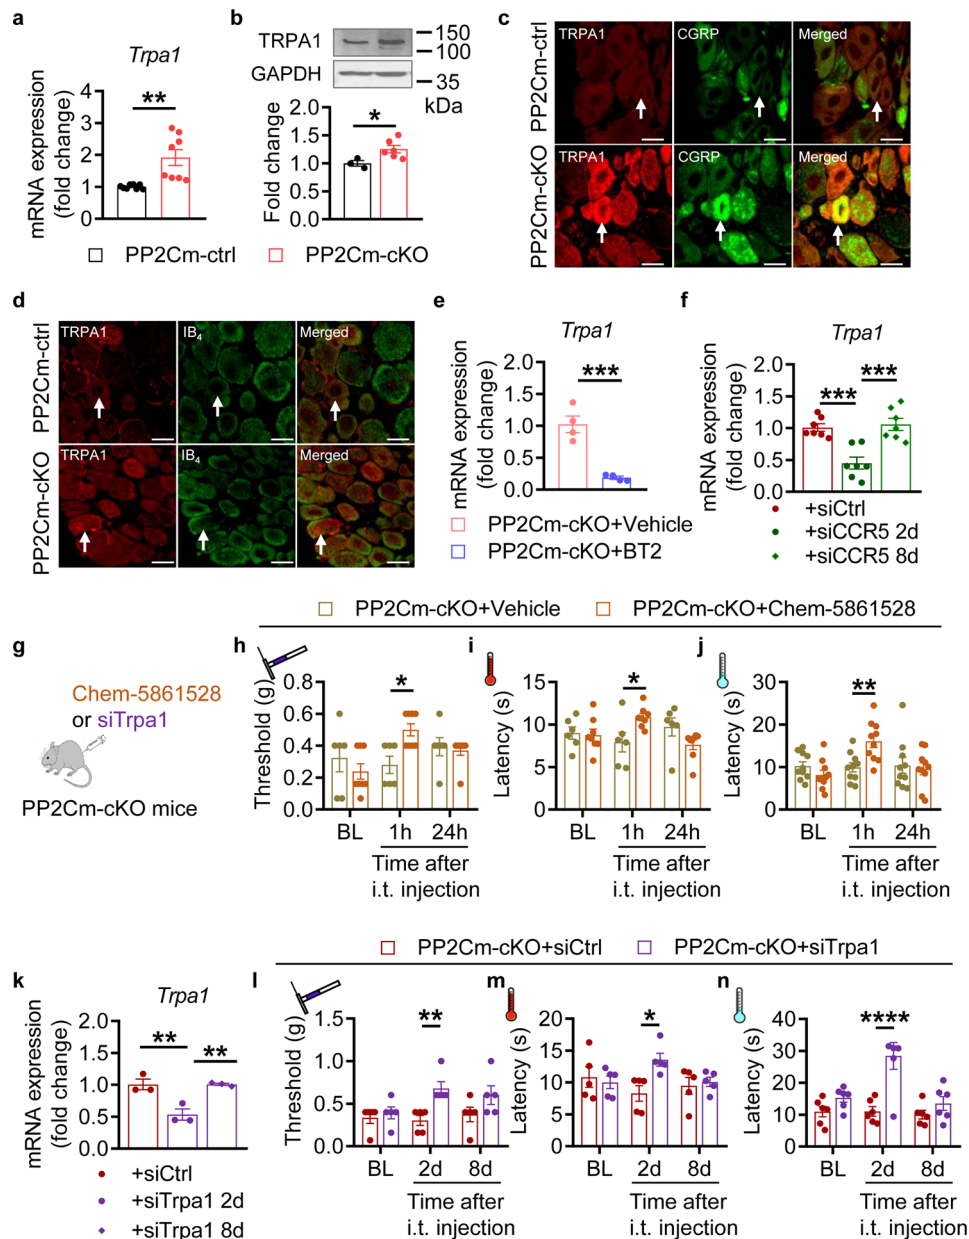 a
Trpa1
mRNA expression
(fold change)
**
4
3
2
1
0
b
TRPA1
GAPDH
150
100
35
kDa
Fold change
*
2.0
1.5
1.0
0.5
0.0
PP2Cm-ctrl
PP2Cm-cKO
c
PP2Cm-ctrl
TRPA1
CGRP
Merged
PP2Cm-cKO
TRPA1
CGRP
Merged
d
PP2Cm-ctrl
TRPA1
IB4
Merged
PP2Cm-cKO
TRPA1
IB4
Merged
e
Trpa1
mRNA expression
(fold change)
***
2.0
1.5
1.0
0.5
0.0
PP2Cm-cKO+Vehicle
PP2Cm-cKO+BT2
f
Trpa1
mRNA expression
(fold change)
*** ***
2.0
1.5
1.0
0.5
0.0
+siCtrl
+siCCR5 2d
+siCCR5 8d
PP2Cm-cKO+Vehicle
PP2Cm-cKO+Chem-5861528
g
Chem-5861528
or siTrpa1
PP2Cm-cKO mice
h
Threshold (g)
*
0.8
0.6
0.4
0.2
0.0
BL 1h 24h
Time after
i.t. injection
i
Latency (s)
*
15
10
5
0
BL 1h 24h
Time after
i.t. injection
j
Latency (s)
**
30
20
10
0
BL 1h 24h
Time after
i.t. injection
PP2Cm-cKO+siCtrl
PP2Cm-cKO+siTrpa1
k
Trpa1
mRNA expression
(fold change)
** **
2.0
1.5
1.0
0.5
0.0
+siCtrl
+siTrpa1 2d
+siTrpa1 8d
l
Threshold (g)
**
1.5
1.0
0.5
0.0
BL 2d 8d
Time after
i.t. injection
m
Latency (s)
*
20
15
10
5
0
BL 2d 8d
Time after
i.t. injection
n
Latency (s)
****
40
30
20
10
0
BL 2d 8d
Time after
i.t. injection